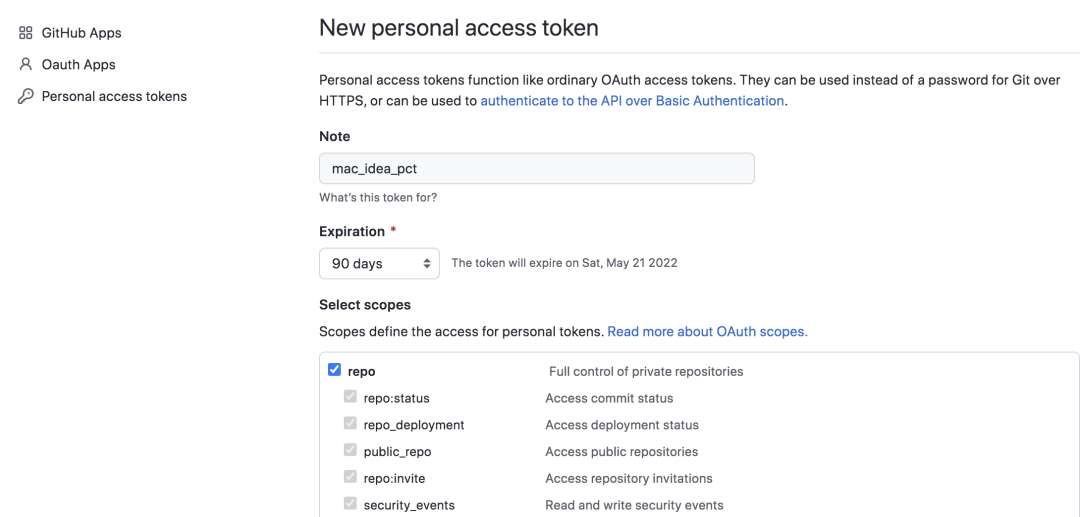 GitHub Apps
Oauth Apps
Personal access tokens
New personal access token
Personal access tokens function like ordinary OAuth access tokens. They can be used instead of a password for Git over
HTTPS, or can be used to authenticate to the API over Basic Authentication.
Note
mac_idea_pct
What's this token for?
Expiration *
90 days The token will expire on Sat, May 21 2022
Select scopes
Scopes define the access for personal tokens. Read more about OAuth scopes.
repo Full control of private repositories
repo:status Access commit status
repo_deployment Access deployment status
public_repo Access public repositories
repo:invite Access repository invitations
security_events Read and write security events